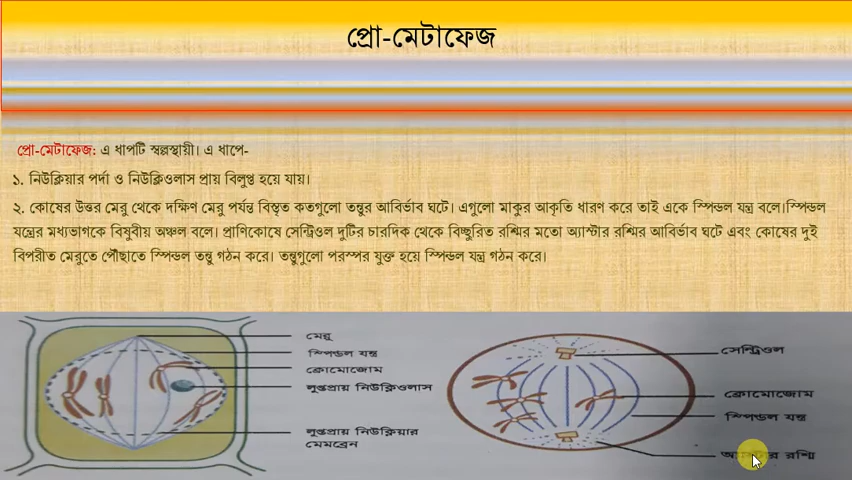 প্রো-মেটাফেজ
প্রো-মেটাফেজ: এ ধাপটি স্বল্পস্থায়ী। এ ধাপে-
১. নিউক্লিয়ার পর্দা ও নিউক্লিওলাস প্রায় বিলুপ্ত হয়ে যায়।
২. কোষের উত্তর মেরু থেকে দক্ষিণ মেরু পর্যন্ত বিস্তৃত কতগুলো তন্তুর আবির্ভাব ঘটে। এগুলো মাকুর আকৃতি ধারণ করে তাই একে স্পিন্ডল যন্ত্র বলে।স্পিন্ডল
যন্ত্রের মধ্যভাগকে বিষুবীয় অঞ্চল বলে। প্রাণিকোষে সেন্ট্রিওল দুটির চারদিক থেকে বিচ্ছুরিত রশ্মির মতো অ্যাস্টার রশ্মির আবির্ভাব ঘটে এবং কোষের দুই
বিপরীত মেরুতে পৌঁছাতে স্পিন্ডল তন্তু গঠন করে। তন্তুগুলো পরস্পর যুক্ত হয়ে স্পিন্ডল যন্ত্র গঠন করে।
মেরু
স্পিন্ডল যন্ত্র
ক্রোমোজোম
লুপ্তপ্রায় নিউক্লিওলাস
লুপ্তপ্রায় নিউক্লিয়ার
মেমব্রেন
সেন্ট্রিওল
ক্রোমোজোম
স্পিন্ডল যন্ত্র
অ্যাস্টার রশ্মি